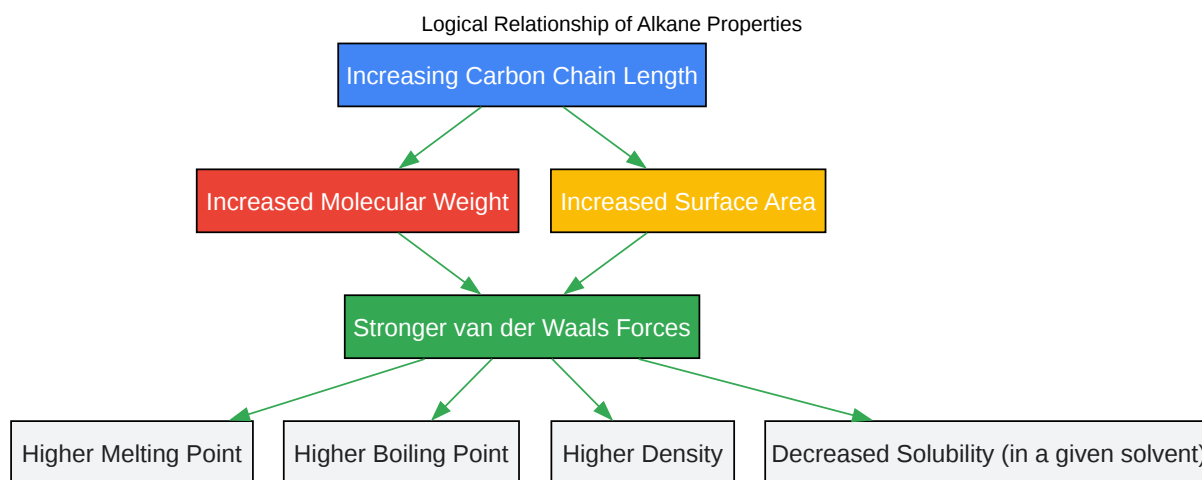 Logical Relationship of Alkane Properties
Increasing Carbon Chain Length
Increased Molecular Weight
Increased Surface Area
Stronger van der Waals Forces
Higher Melting Point
Higher Boiling Point
Higher Density
Decreased Solubility (in a given solvent)